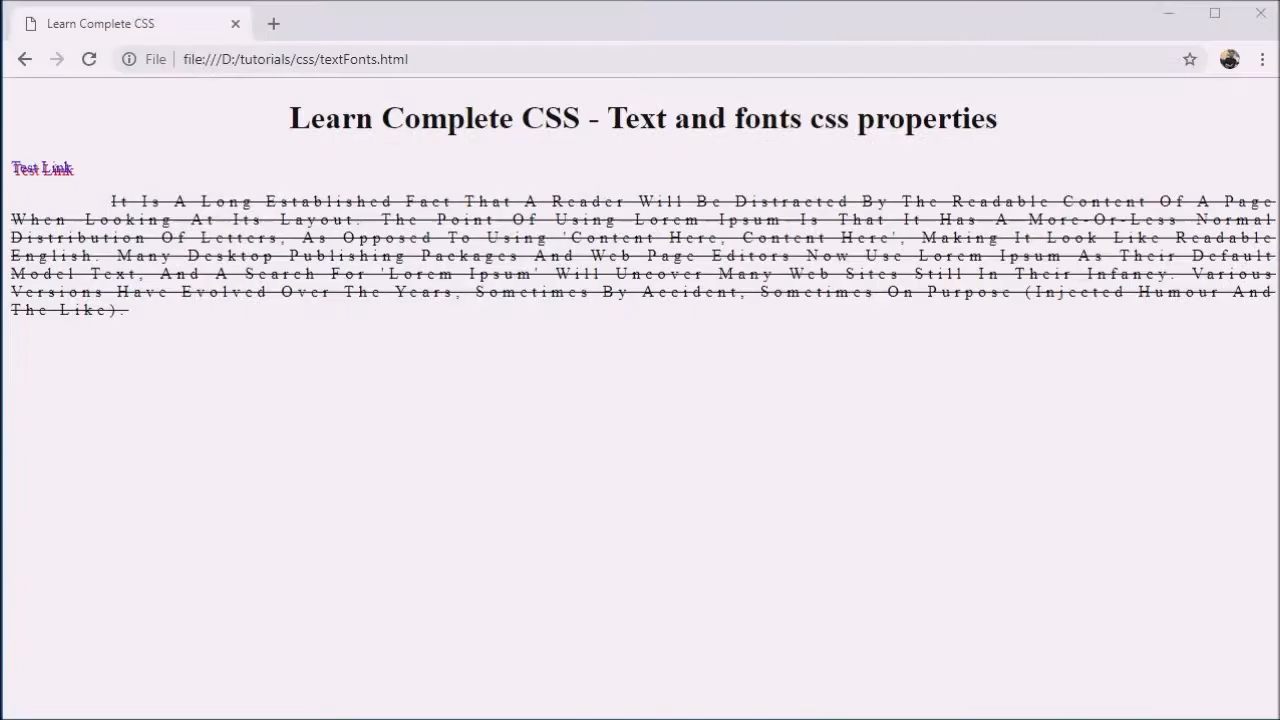 Learn Complete CSS
File file:///D:/tutorials/css/textFonts.html
Learn Complete CSS - Text and fonts css properties
Test Link
It Is A Long Established Fact That A Reader Will Be Distracted By The Readable Content Of A Page
When Looking At Its Layout. The Point Of Using Lorem Ipsum Is That It Has A More-Or-Less Normal
Distribution Of Letters, As Opposed To Using 'Content Here, Content Here', Making It Look Like Readable
English. Many Desktop Publishing Packages And Web Page Editors Now Use Lorem Ipsum As Their Default
Model Text, And A Search For 'Lorem Ipsum' Will Uncover Many Web Sites Still In Their Infancy. Various
Versions Have Evolved Over The Years, Sometimes By Accident, Sometimes On Purpose (Injected Humour And
The Like).